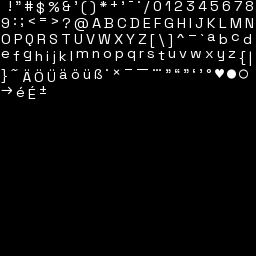 !"#$%&'()*+'-·/012345678
9:;<=>?@ABCDEFGHIJKLMN
OPQRSTUVWXYZ[\]^_`abcd
efghijklmnopqrstuvwxyz{|
}~ÄÖÜäöüß·×–—…”“„‘’°♥●○
→éÉ±